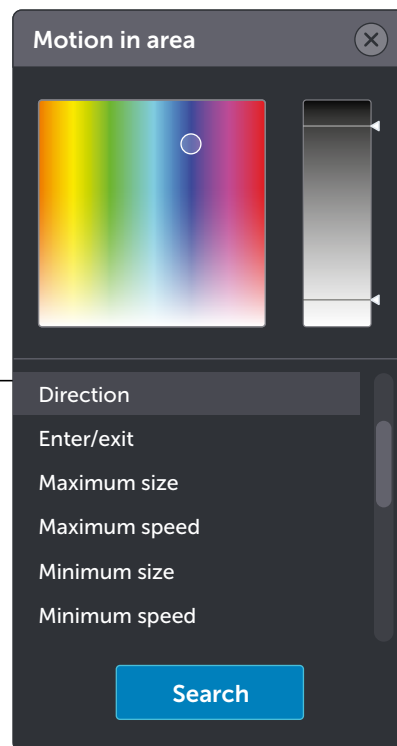 Motion in area
Direction
Enter/exit
Maximum size
Maximum speed
Minimum size
Minimum speed
Search